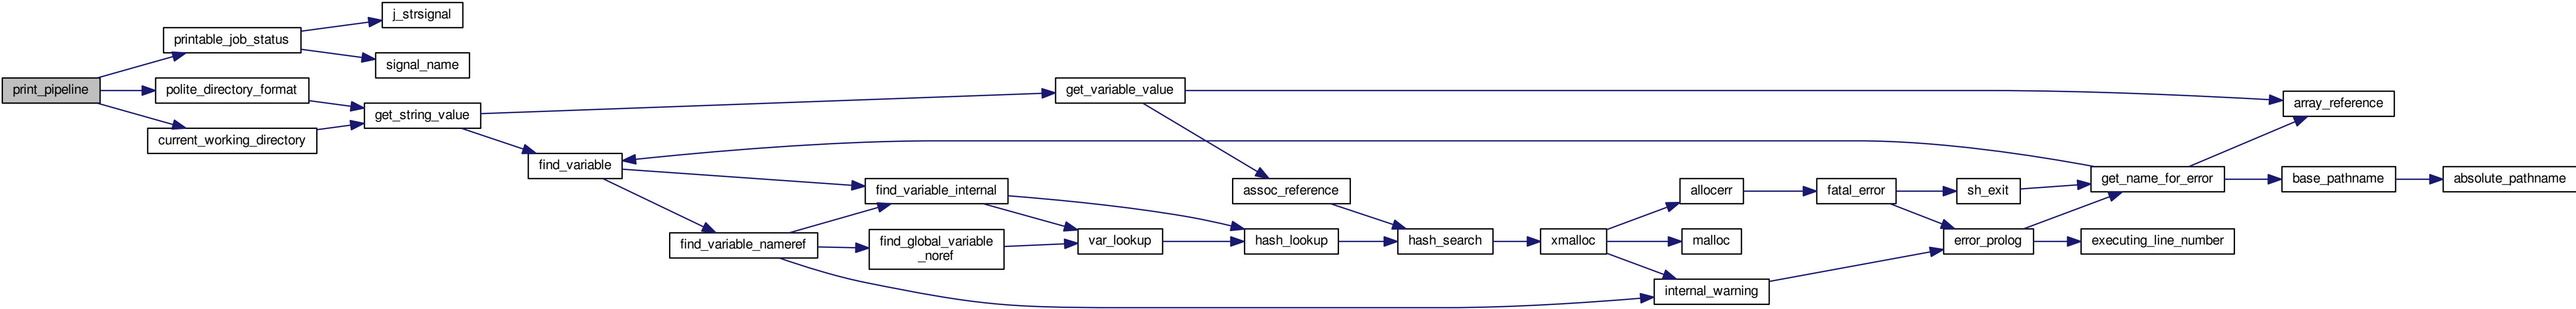 print_pipeline
printable_job_status
j_strsignal
signal_name
polite_directory_format
current_working_directory
get_string_value
find_variable
find_variable_nameref
find_variable_internal
find_global_variable
_noref
get_variable_value
var_lookup
assoc_reference
hash_lookup
hash_search
xmalloc
allocerr
malloc
internal_warning
fatal_error
sh_exit
error_prolog
get_name_for_error
executing_line_number
array_reference
base_pathname
absolute_pathname